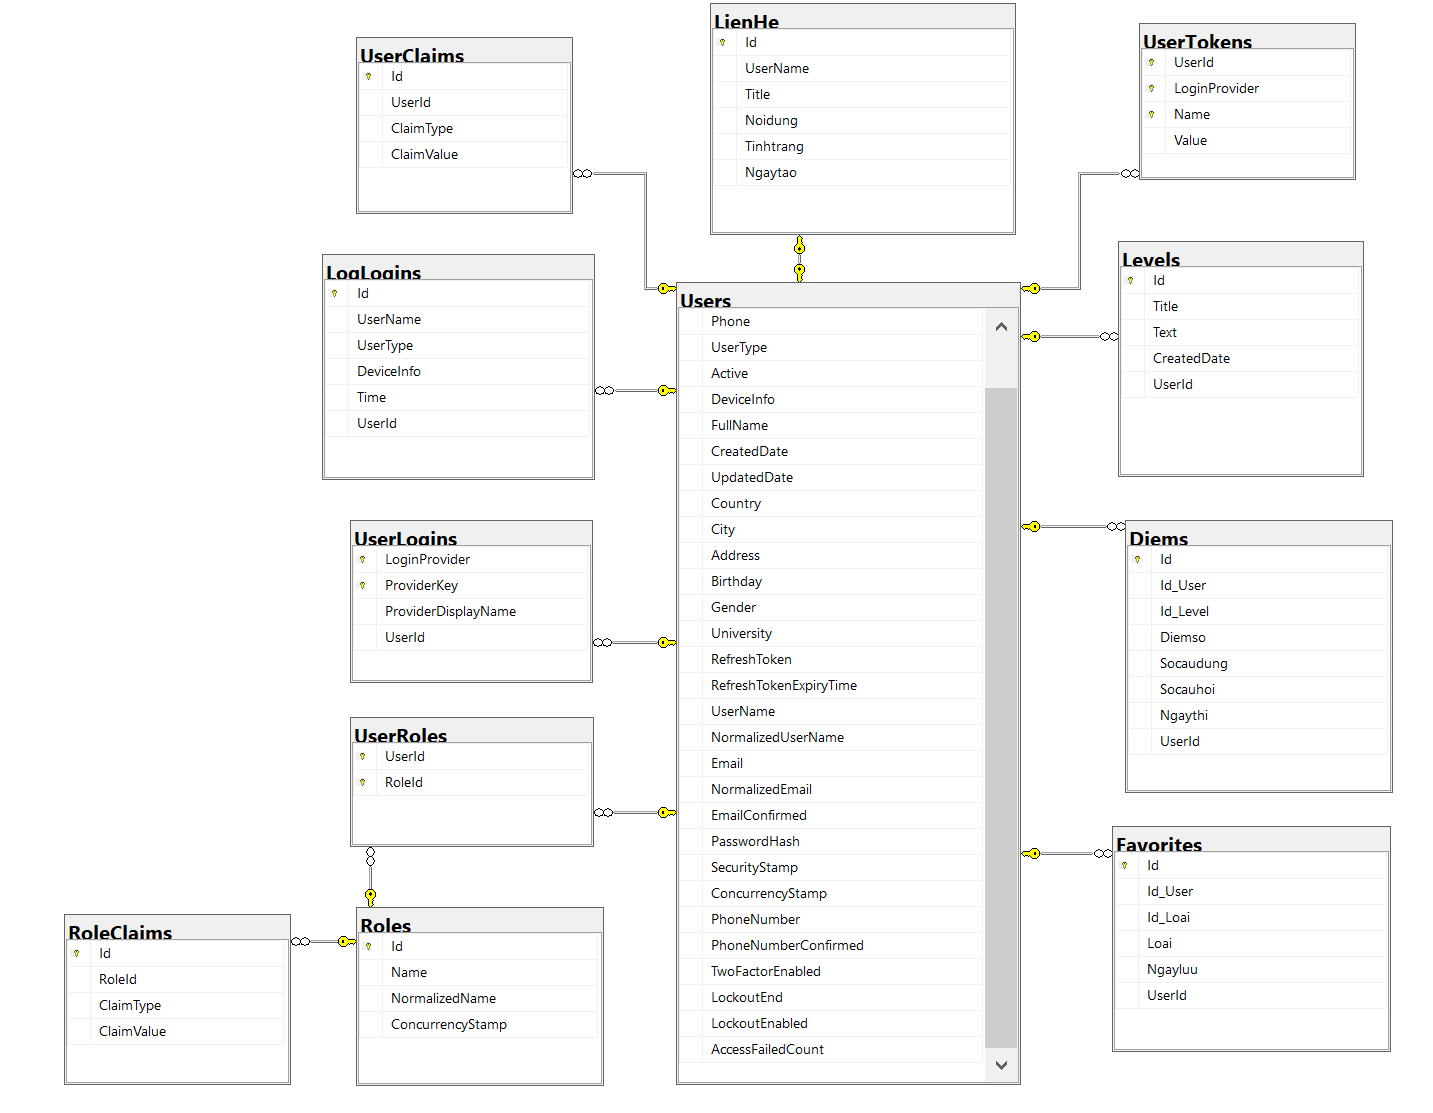 LienHe
Id
UserName
Title
Noidung
Tinhtrang
Ngaytao
UserClaims
Id
UserId
ClaimType
ClaimValue
UserTokens
UserId
LoginProvider
Name
Value
LogLogins
Id
UserName
UserType
DeviceInfo
Time
UserId
Levels
Id
Title
Text
CreatedDate
UserId
Users
Phone
UserType
Active
DeviceInfo
FullName
CreatedDate
UpdatedDate
Country
City
Address
Birthday
Gender
University
RefreshToken
RefreshTokenExpiryTime
UserName
NormalizedUserName
Email
NormalizedEmail
EmailConfirmed
PasswordHash
SecurityStamp
ConcurrencyStamp
PhoneNumber
PhoneNumberConfirmed
TwoFactorEnabled
LockoutEnd
LockoutEnabled
AccessFailedCount
UserLogins
LoginProvider
ProviderKey
ProviderDisplayName
UserId
Diems
Id
Id_User
Id_Level
Diemso
Socaudung
Socauhoi
Ngaythi
UserId
UserRoles
UserId
RoleId
Favorites
Id
Id_User
Id_Loai
Loai
Ngayluu
UserId
RoleClaims
Id
RoleId
ClaimType
ClaimValue
Roles
Id
Name
NormalizedName
ConcurrencyStamp